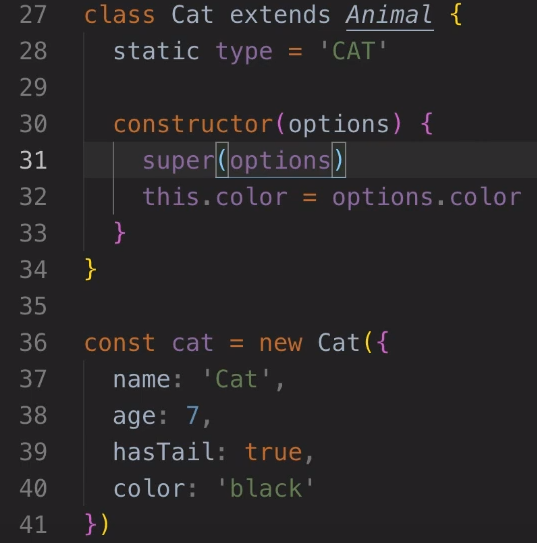 27 class Cat extends Animal {
28   static type = 'CAT'
29
30   constructor(options) {
31     super(options)
32     this.color = options.color
33   }
34 }
35
36 const cat = new Cat({
37   name: 'Cat',
38   age: 7,
39   hasTail: true,
40   color: 'black'
41 })